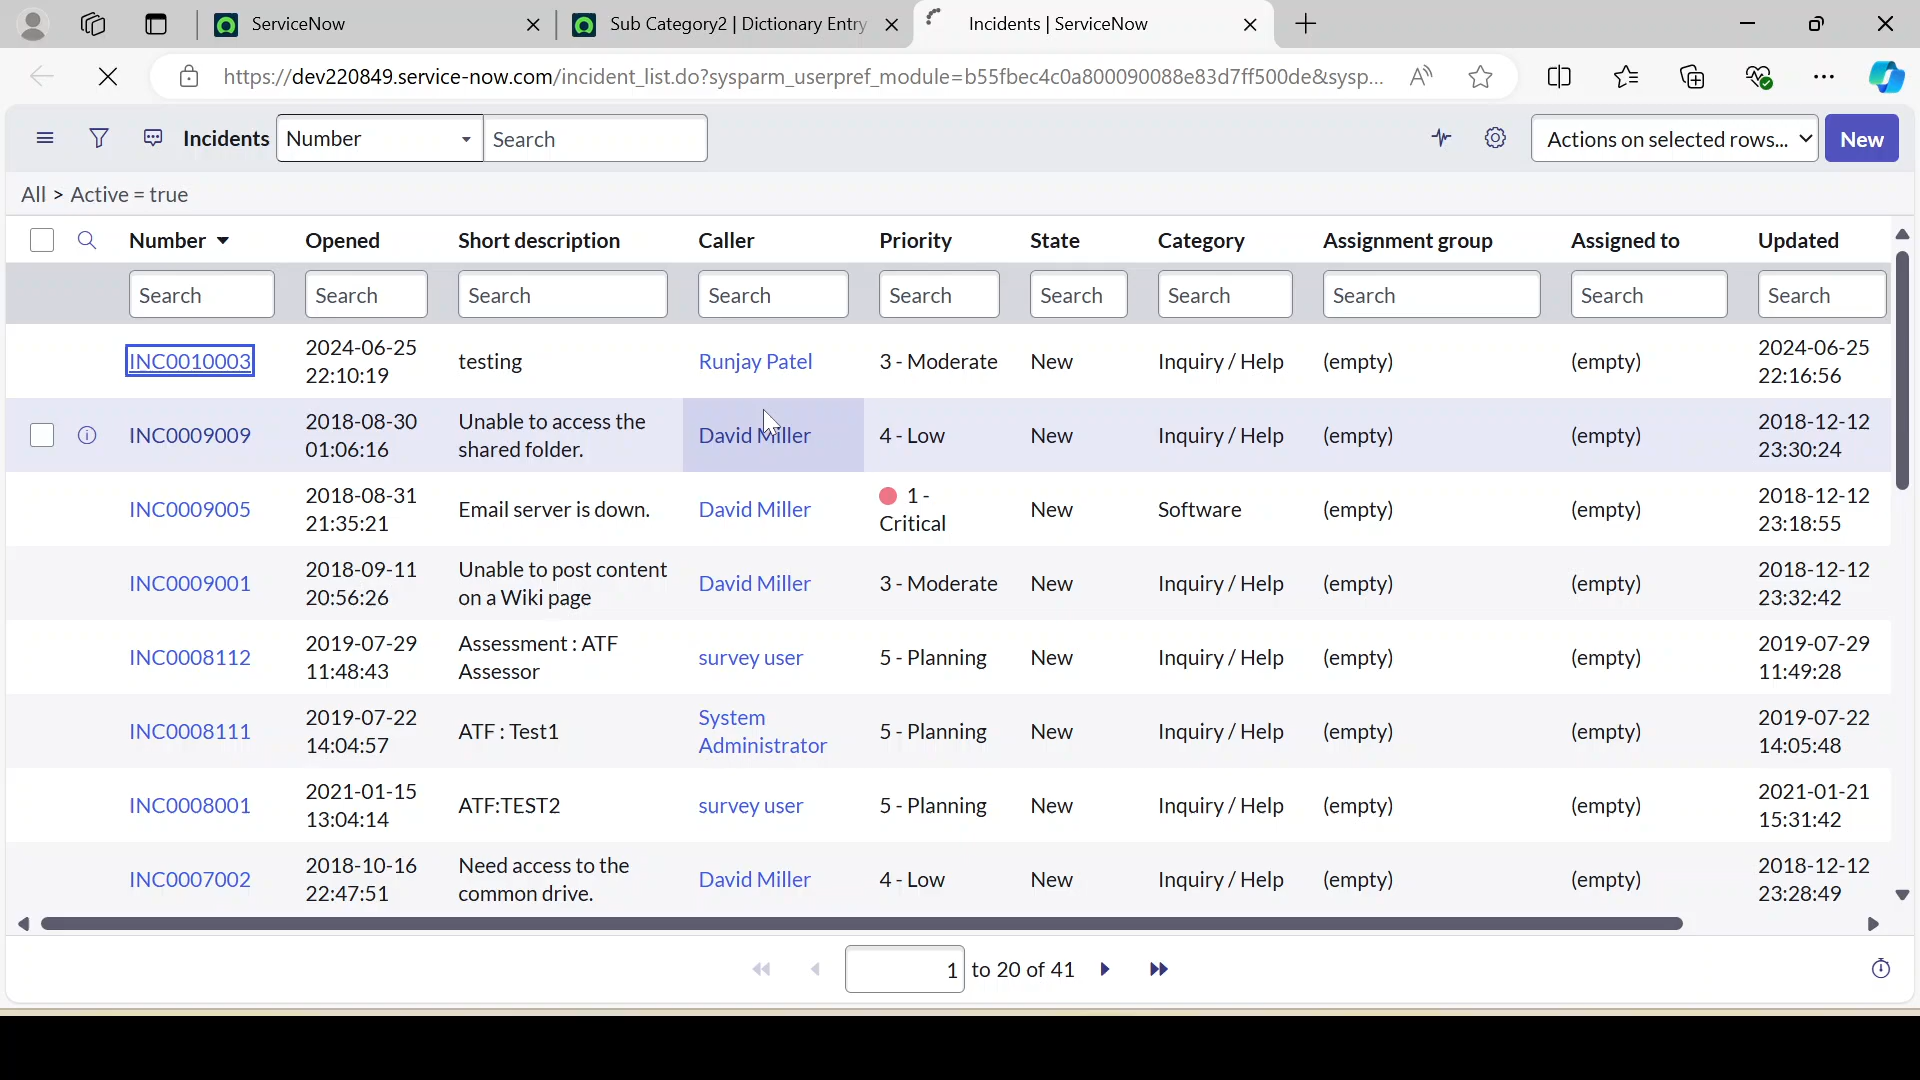 ServiceNow
Sub Category2 | Dictionary Entry
Incidents | ServiceNow
https://dev220849.service-now.com/incident_list.do?sysparm_userpref_module=b55fbec4c0a800090088e83d7ff500de&sysp...
Incidents Number Search Actions on selected rows... New
All > Active = true
Number Opened Short description Caller Priority State Category Assignment group Assigned to Updated
Search Search Search Search Search Search Search Search Search Search
INC0010003 2024-06-25 22:10:19 testing Runjay Patel 3 - Moderate New Inquiry / Help (empty) (empty) 2024-06-25 22:16:56
INC0009009 2018-08-30 01:06:16 Unable to access the shared folder. David Miller 4 - Low New Inquiry / Help (empty) (empty) 2018-12-12 23:30:24
INC0009005 2018-08-31 21:35:21 Email server is down. David Miller 1 - Critical New Software (empty) (empty) 2018-12-12 23:18:55
INC0009001 2018-09-11 20:56:26 Unable to post content on a Wiki page David Miller 3 - Moderate New Inquiry / Help (empty) (empty) 2018-12-12 23:32:42
INC0008112 2019-07-29 11:48:43 Assessment : ATF Assessor survey user 5 - Planning New Inquiry / Help (empty) (empty) 2019-07-29 11:49:28
INC0008111 2019-07-22 14:04:57 ATF : Test1 System Administrator 5 - Planning New Inquiry / Help (empty) (empty) 2019-07-22 14:05:48
INC0008001 2021-01-15 13:04:14 ATF:TEST2 survey user 5 - Planning New Inquiry / Help (empty) (empty) 2021-01-21 15:31:42
INC0007002 2018-10-16 22:47:51 Need access to the common drive. David Miller 4 - Low New Inquiry / Help (empty) (empty) 2018-12-12 23:28:49
1 to 20 of 41